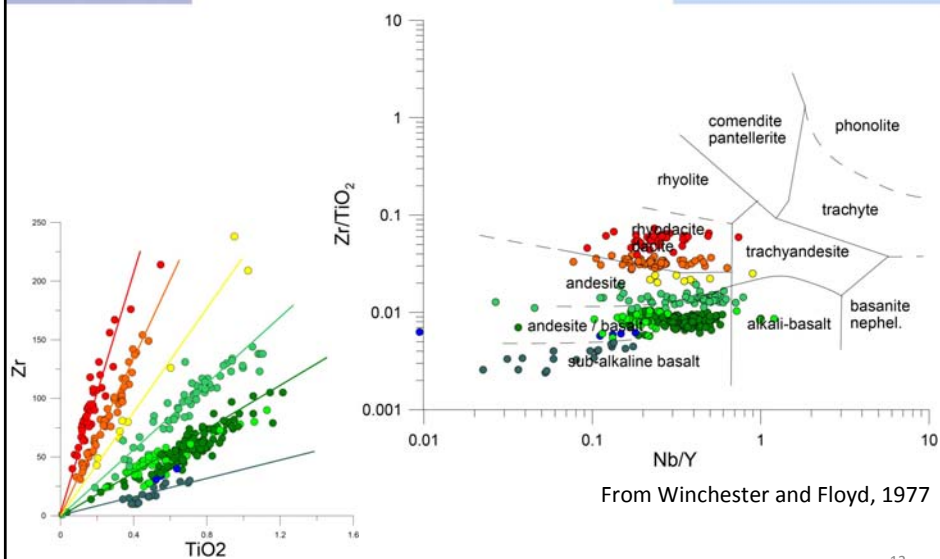 10
1
0.1
0.01
0.001
Zr/TiO2
comendite
pantellerite
phonolite
rhyolite
trachyte
rhyodacite
dacite
trachyandesite
andesite
andesite / basalt
alkali-basalt
basanite
nephel.
sub-alkaline basalt
0.01
0.1
1
10
Nb/Y
250
200
150
100
50
0
Zr
0
0.4
0.8
1.2
1.6
TiO2
From Winchester and Floyd, 1977